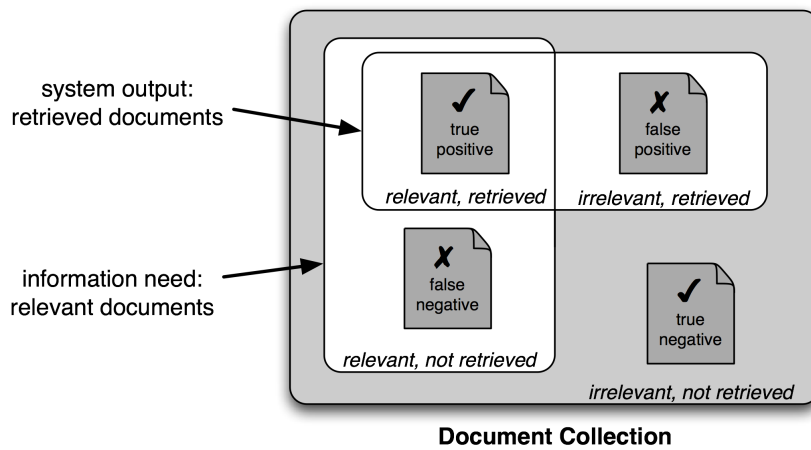 system output:
retrieved documents
✓
true
positive
✗
false
positive
relevant, retrieved
irrelevant, retrieved
information need:
relevant documents
✗
false
negative
✓
true
negative
relevant, not retrieved
irrelevant, not retrieved
Document Collection